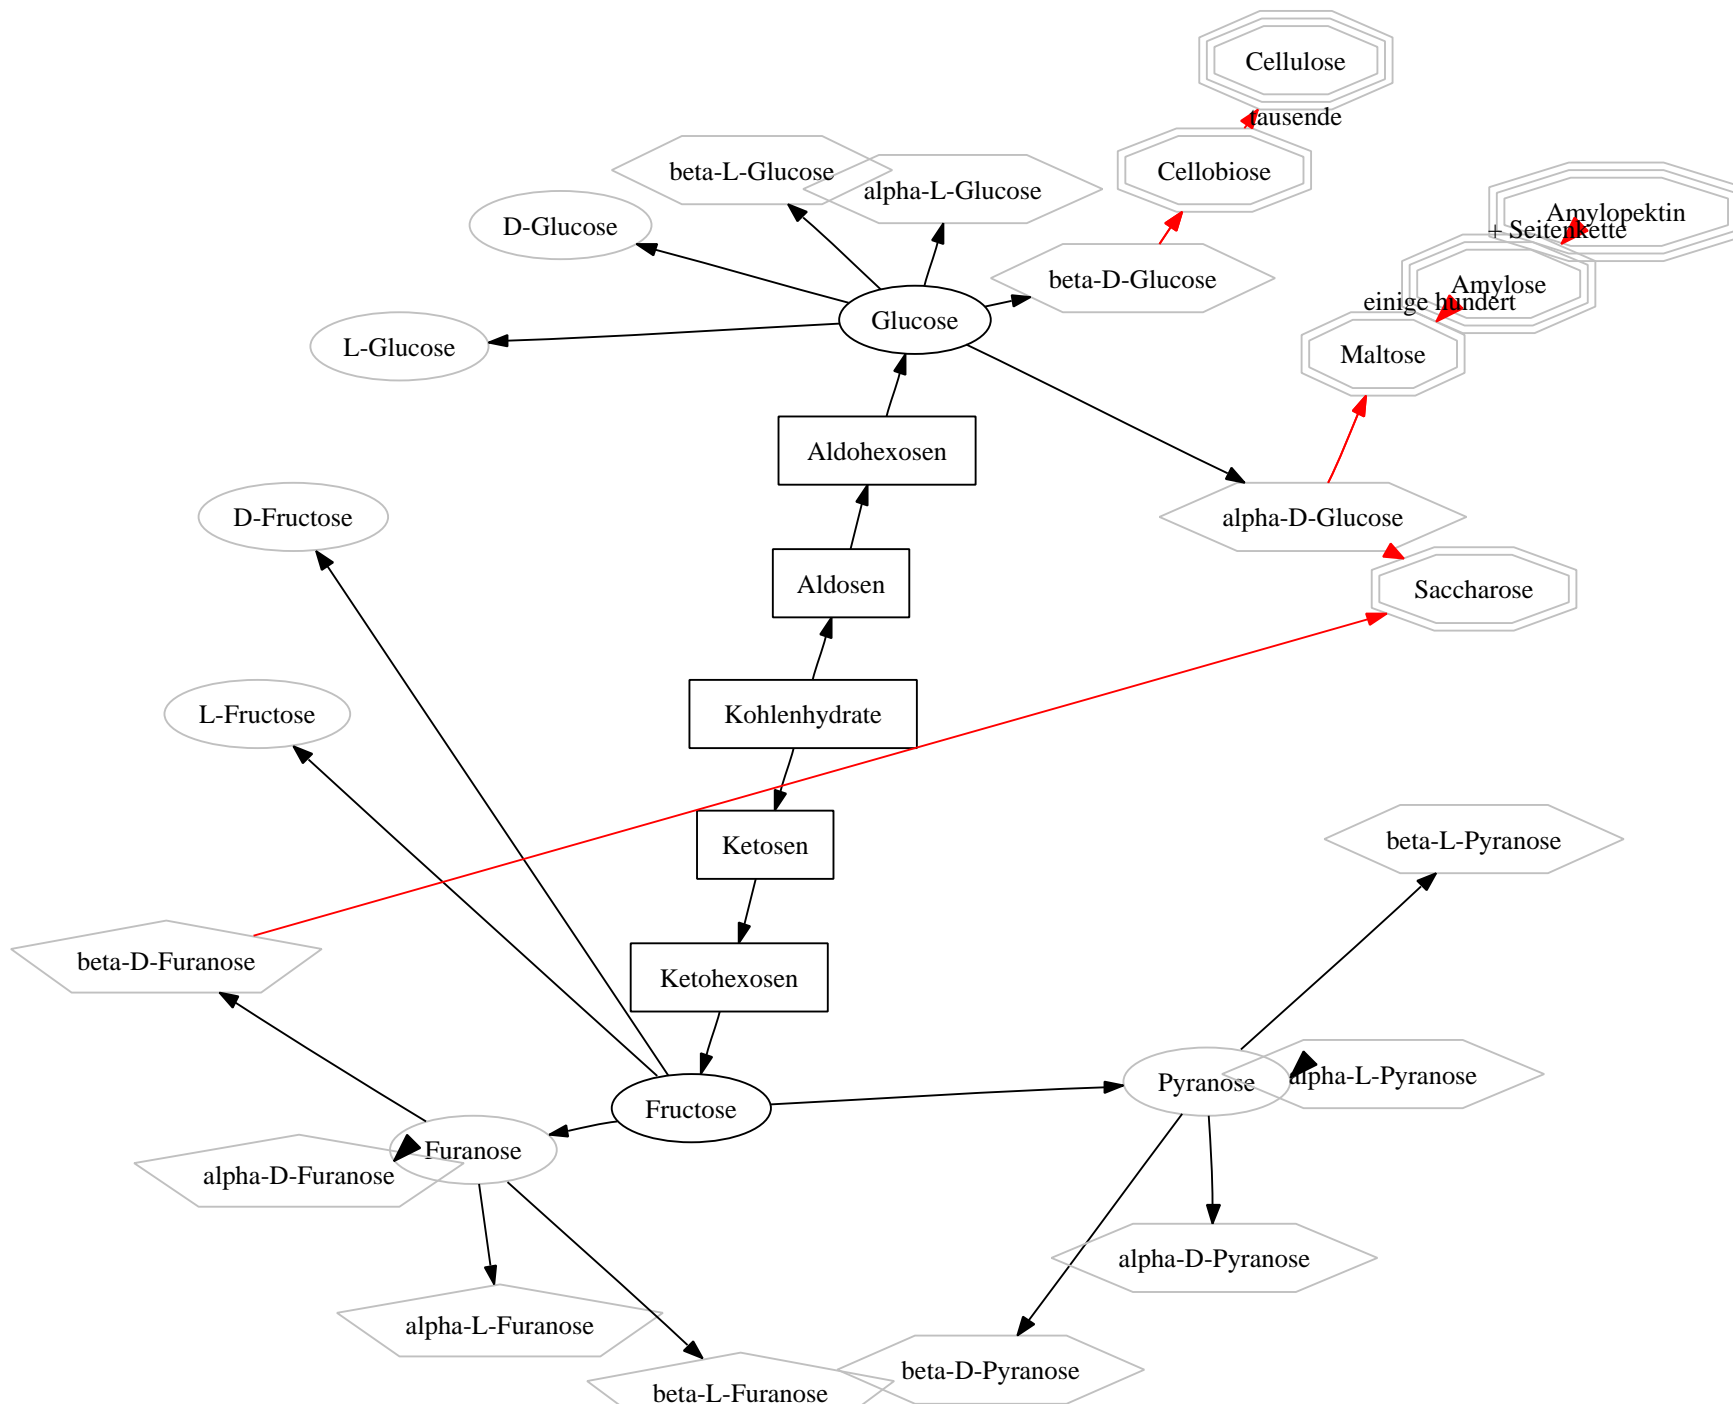 Cellulose
tausende
beta-L-Glucose
Cellobiose
alpha-L-Glucose
Amylopektin
D-Glucose
+ Seitenkette
beta-D-Glucose
Amylose
einige hundert
Glucose
L-Glucose
Maltose
Aldohexosen
D-Fructose
alpha-D-Glucose
Aldosen
Saccharose
L-Fructose
Kohlenhydrate
Ketosen
beta-L-Pyranose
beta-D-Furanose
Ketohexosen
Pyranose
alpha-L-Pyranose
Fructose
Furanose
alpha-D-Furanose
alpha-D-Pyranose
alpha-L-Furanose
beta-D-Pyranose
beta-L-Furanose